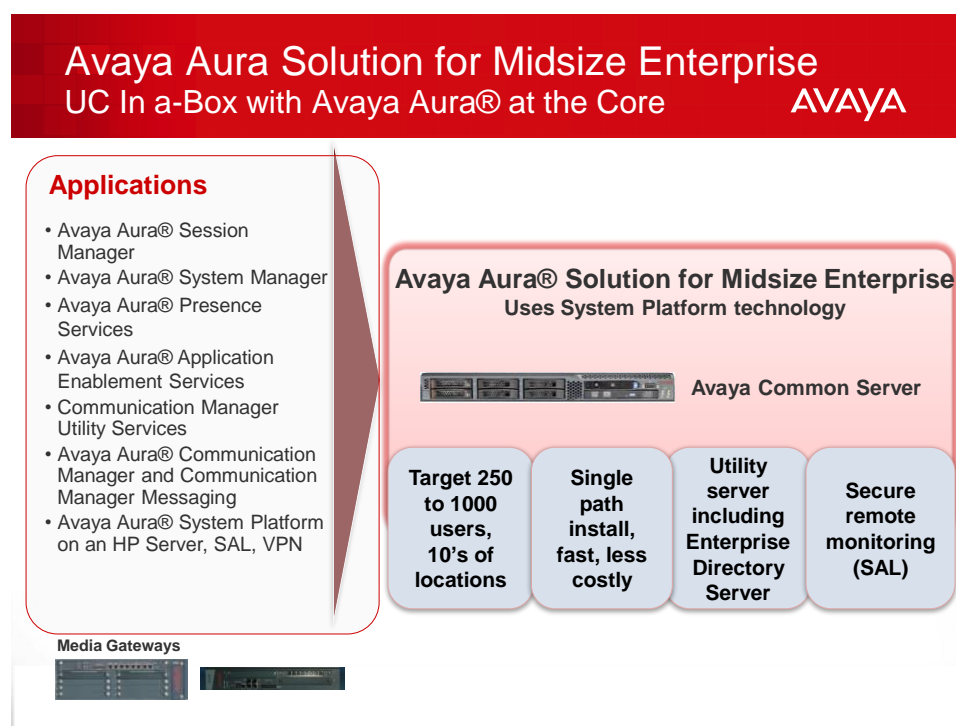 Avaya Aura Solution for Midsize Enterprise
UC In a-Box with Avaya Aura® at the Core
AVAYA
Applications
• Avaya Aura® Session
Manager
• Avaya Aura® System Manager
• Avaya Aura® Presence
Services
• Avaya Aura® Application
Enablement Services
• Communication Manager
Utility Services
• Avaya Aura® Communication
Manager and Communication
Manager Messaging
• Avaya Aura® System Platform
on an HP Server, SAL, VPN
Avaya Aura® Solution for Midsize Enterprise
Uses System Platform technology
Avaya Common Server
Target 250
to 1000
users,
10's of
locations
Single
path
install,
fast, less
costly
Utility
server
including
Enterprise
Directory
Server
Secure
remote
monitoring
(SAL)
Media Gateways